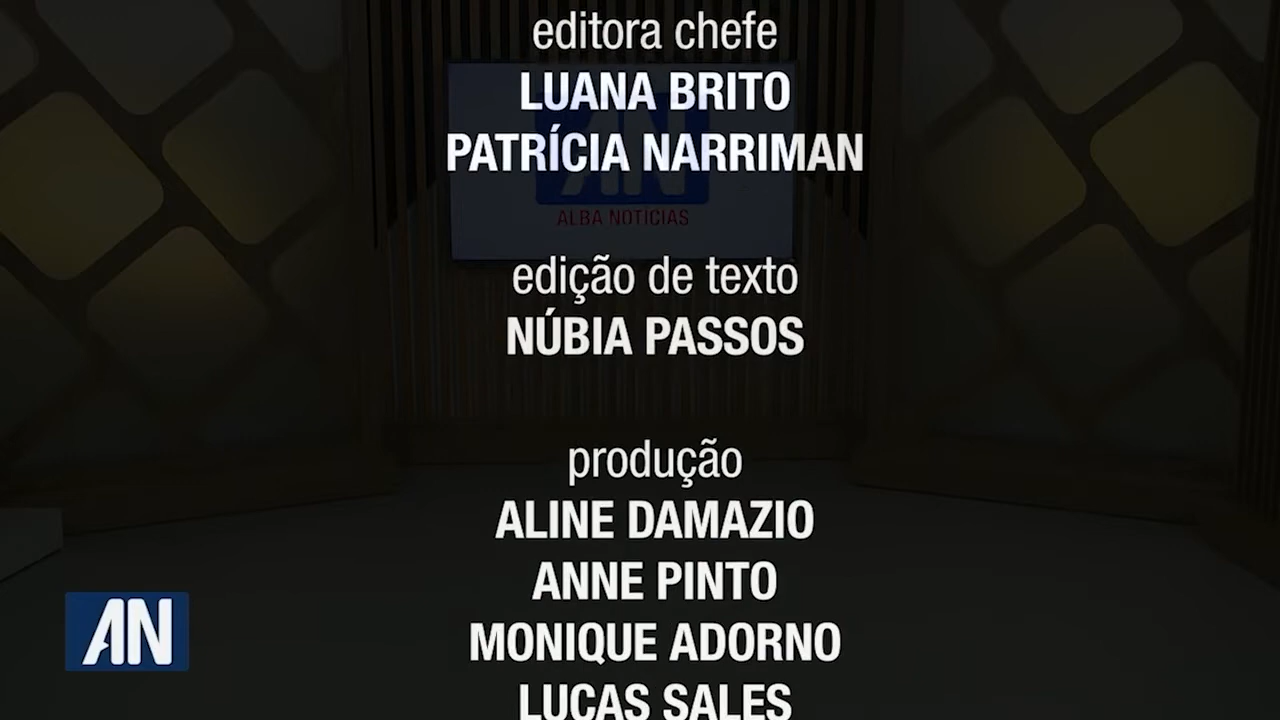 editora chefe
LUANA BRITO
PATRÍCIA NARRIMAN
AN
ALBA NOTÍCIAS
edição de texto
NÚBIA PASSOS
produção
ALINE DAMAZIO
ANNE PINTO
MONIQUE ADORNO
AN
LUCAS SALES